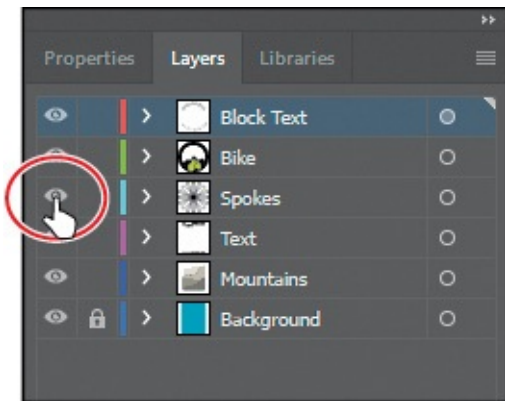 Properties Layers Libraries
Block Text
Bike
Spokes
Text
Mountains
Background